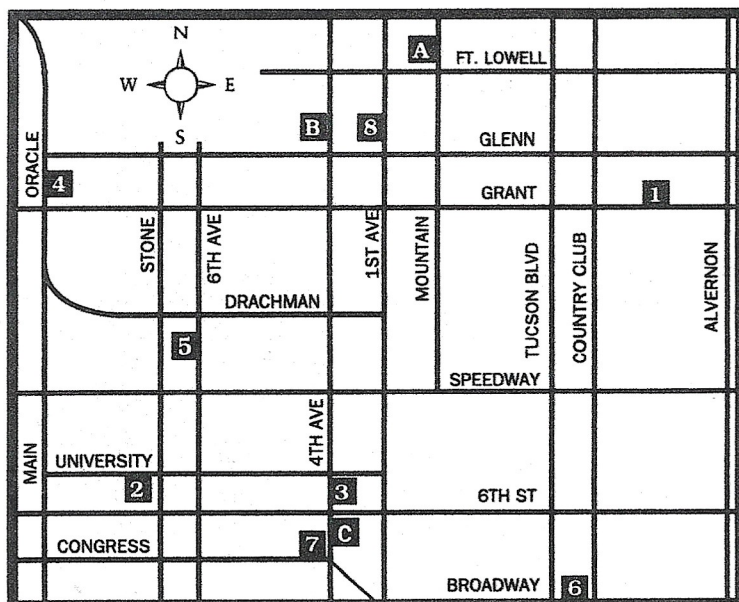 N
W E
S
A
FT. LOWELL
B
8
GLENN
ORACLE
4
GRANT
1
STONE
6TH AVE
1ST AVE
MOUNTAIN
TUCSON BLVD
COUNTRY CLUB
ALVERNON
DRACHMAN
5
SPEEDWAY
MAIN
UNIVERSITY
4TH AVE
2
3
6TH ST
CONGRESS
7
C
BROADWAY
6